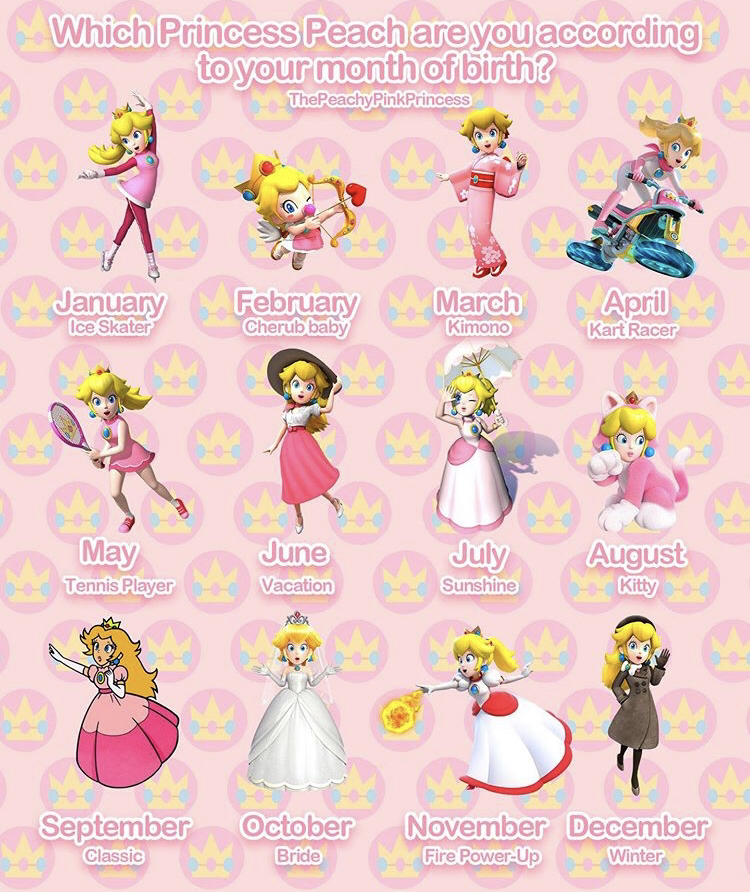 Which Princess Peach are you according
to your month of birth?
ThePeachyPinkPrincess
January
Ice Skater
February
Cherub baby
March
Kimono
April
Kart Racer
May
Tennis Player
June
Vacation
July
Sunshine
August
Kitty
September
Classic
October
Bride
November
Fire Power-Up
December
Winter